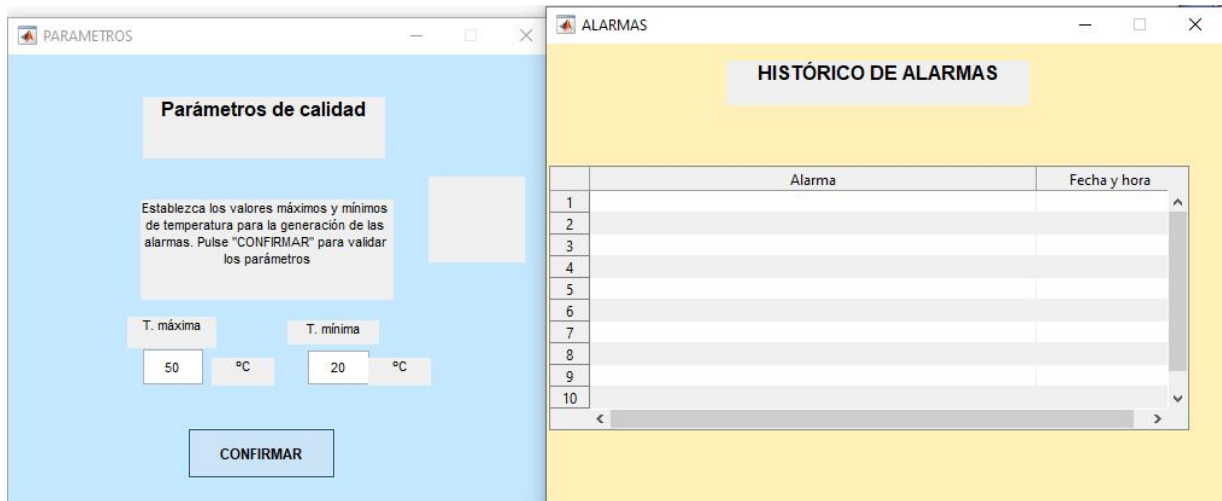 PARAMETROS
Parámetros de calidad
Establezca los valores máximos y mínimos
de temperatura para la generación de las
alarmas. Pulse "CONFIRMAR" para validar
los parámetros
T. máxima
T. mínima
50 ºC
20 ºC
CONFIRMAR
ALARMAS
HISTÓRICO DE ALARMAS
Alarma Fecha y hora
1
2
3
4
5
6
7
8
9
10